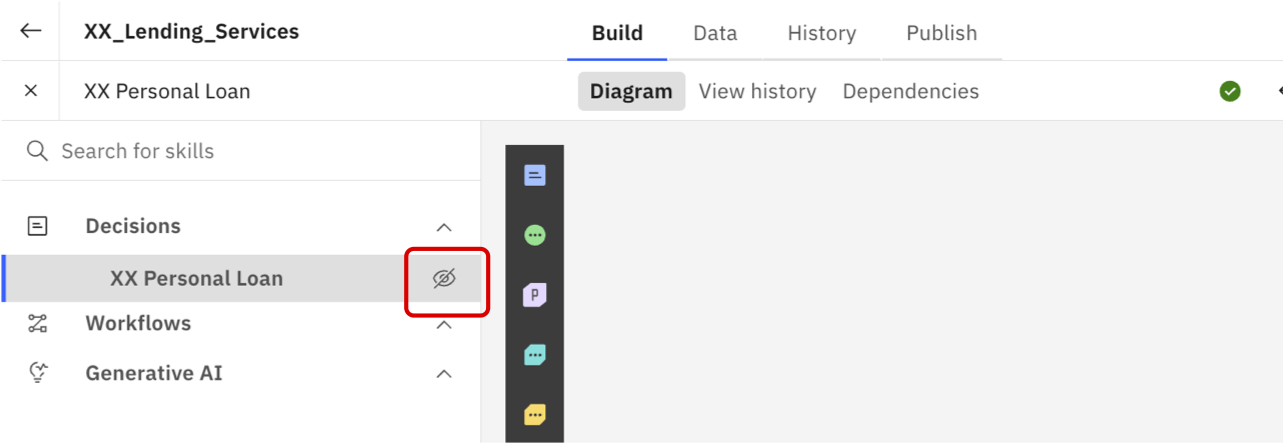 XX_Lending_Services
Build Data History Publish
XX Personal Loan
Diagram View history Dependencies
Search for skills
Decisions
XX Personal Loan
Workflows
Generative AI
p